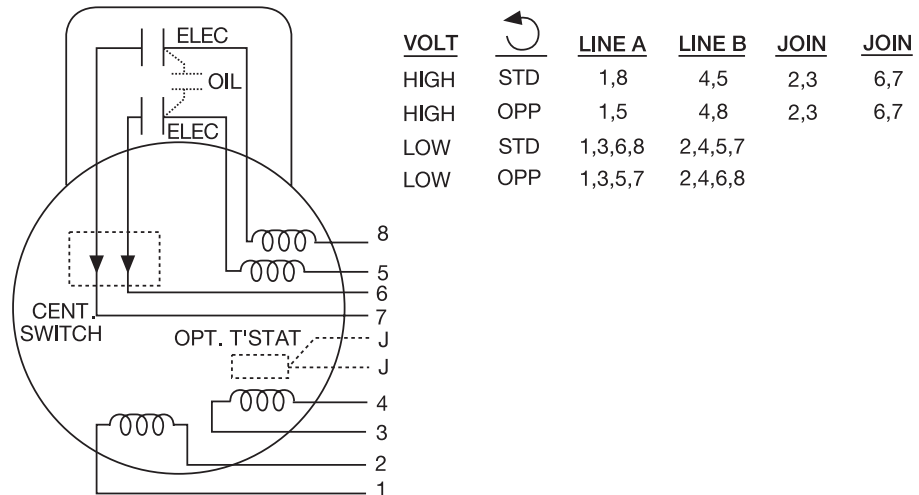 ELEC
OIL
ELEC
8
5
6
7
CENT.
SWITCH
OPT. T'STAT
J
J
4
3
2
1
VOLT LINE A LINE B JOIN JOIN
HIGH STD 1,8 4,5 2,3 6,7
HIGH OPP 1,5 4,8 2,3 6,7
LOW STD 1,3,6,8 2,4,5,7
LOW OPP 1,3,5,7 2,4,6,8